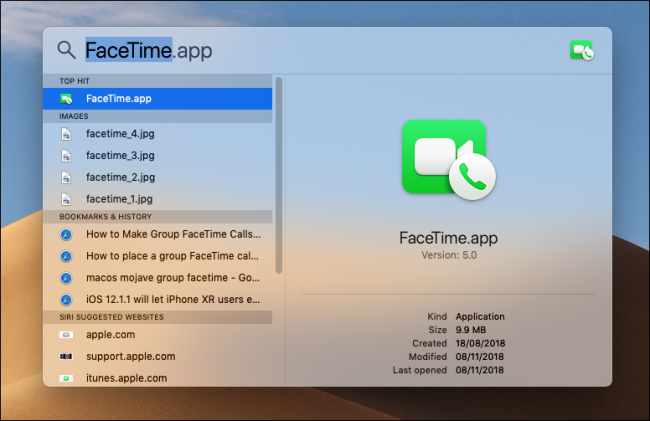 FaceTime.app
TOP HIT
FaceTime.app
IMAGES
facetime_4.jpg
facetime_3.jpg
facetime_2.jpg
facetime_1.jpg
BOOKMARKS & HISTORY
How to Make Group FaceTime Calls...
How to place a group FaceTime cal...
macos mojave group facetime - Go...
iOS 12.1.1 will let iPhone XR users e...
SIRI SUGGESTED WEBSITES
apple.com
support.apple.com
itunes.apple.com
FaceTime.app
Version: 5.0
Kind Application
Size 9.9 MB
Created 18/08/2018
Modified 08/11/2018
Last opened 08/11/2018